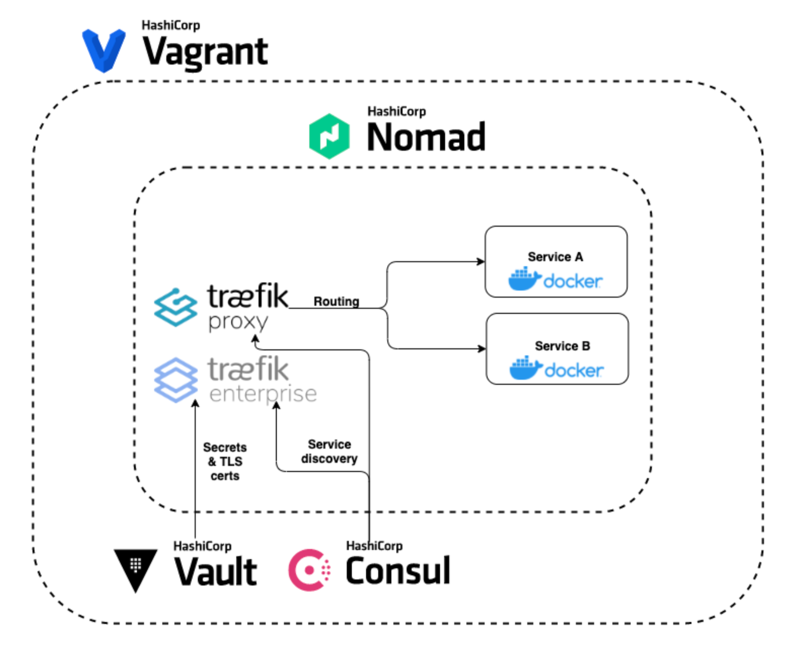 HashiCorp
Vagrant
HashiCorp
Nomad
Service A
docker
træfik
proxy
Routing
Service B
docker
træfik
enterprise
Secrets
& TLS
certs
Service
discovery
HashiCorp
Vault
HashiCorp
Consul